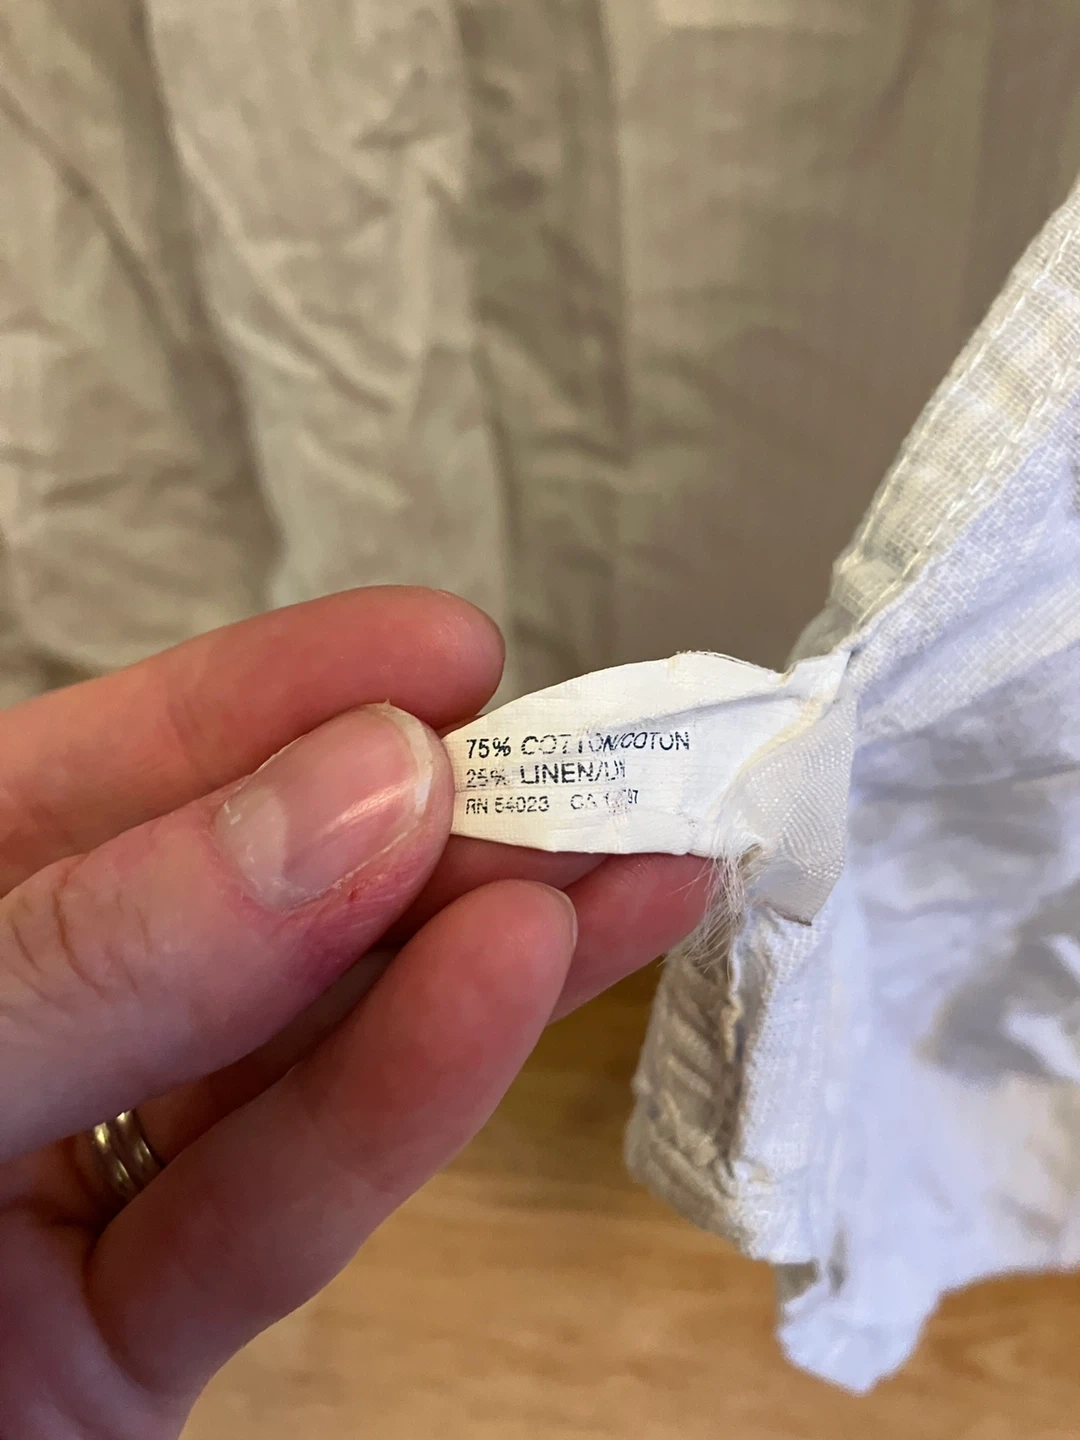 75% COTTON/COTON
25% LINEN/LIN
RN 54023 CA